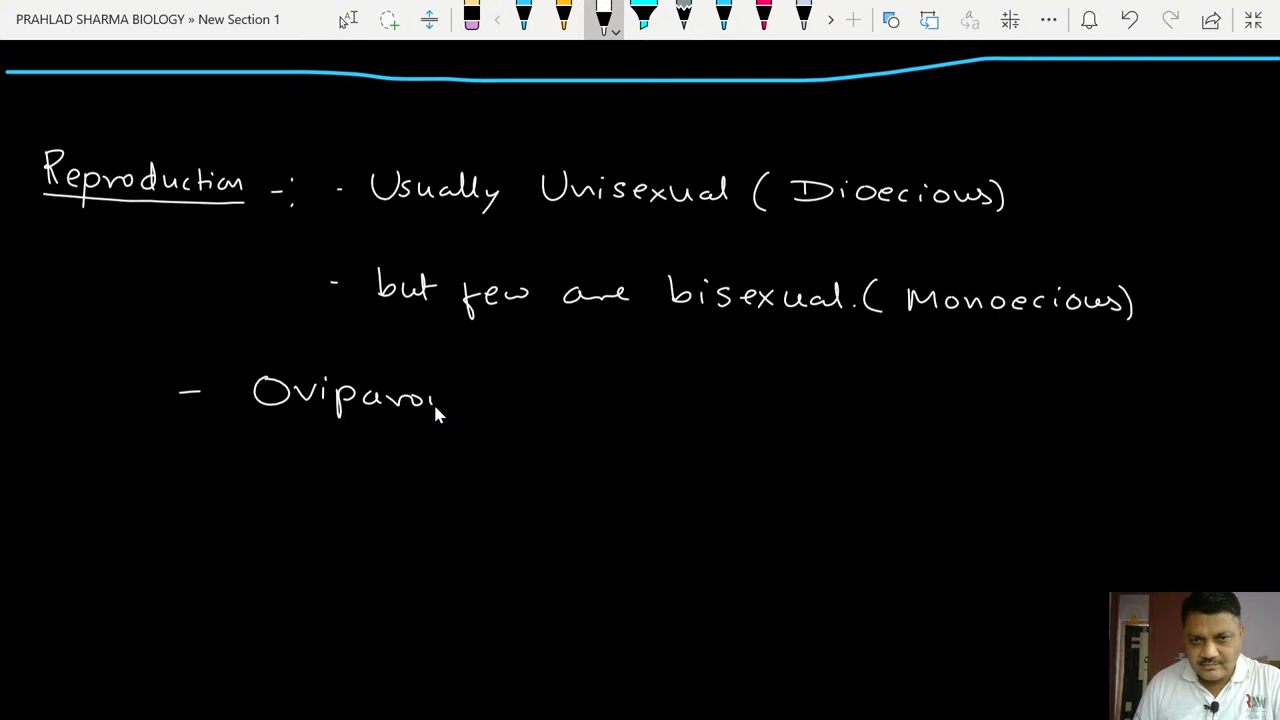 PRAHLAD SHARMA BIOLOGY » New Section 1
Reproduction -: · Usually Unisexual ( Dioecious)
· but few are bisexual. ( Monoecious)
- Oviparou